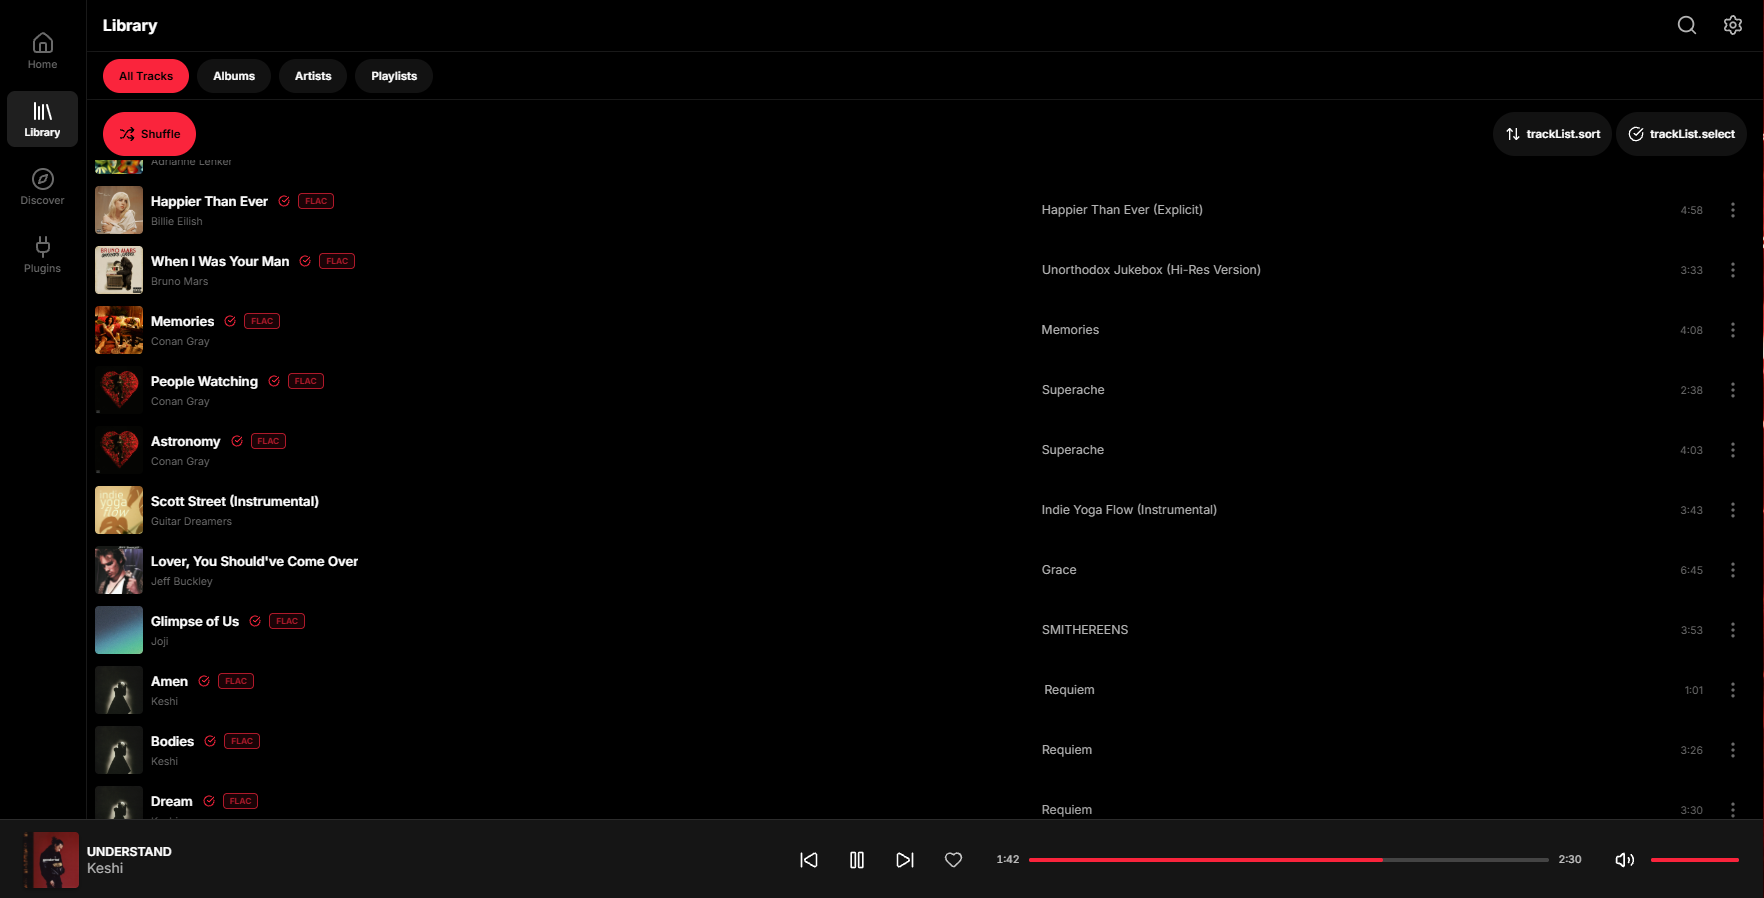 Library
Home
Library
Discover
Plugins
All Tracks Albums Artists Playlists
Shuffle trackList.sort trackList.select
Adrianne Lenker
Happier Than Ever FLAC
Billie Eilish
Happier Than Ever (Explicit) 4:58
When I Was Your Man FLAC
Bruno Mars
Unorthodox Jukebox (Hi-Res Version) 3:33
Memories FLAC
Conan Gray
Memories 4:08
People Watching FLAC
Conan Gray
Superache 2:38
Astronomy FLAC
Conan Gray
Superache 4:03
Scott Street (Instrumental)
Guitar Dreamers
Indie Yoga Flow (Instrumental) 3:43
indie
yoga
flow
Lover, You Should've Come Over
Jeff Buckley
Grace 6:45
Glimpse of Us FLAC
Joji
SMITHEREENS 3:53
Amen FLAC
Keshi
Requiem 1:01
Bodies FLAC
Keshi
Requiem 3:26
Dream FLAC
Requiem 3:30
UNDERSTAND
Keshi
1:42 2:30